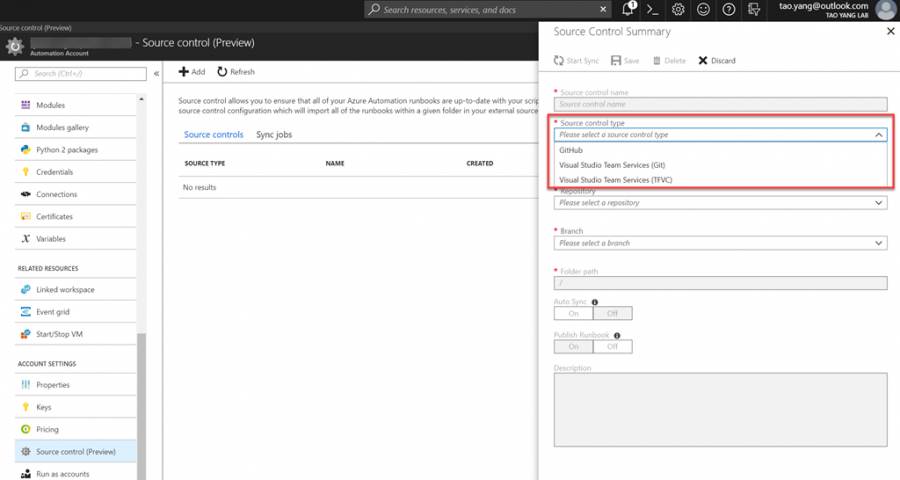 Search resources, services, and docs
1
tao.yang@outlook.com
TAO YANG LAB
Source control (Preview)
- Source control (Preview)
Automation Account
Search (Ctrl+/)
Modules
Modules gallery
Python 2 packages
Credentials
Connections
Certificates
Variables
RELATED RESOURCES
Linked workspace
Event grid
Start/Stop VM
ACCOUNT SETTINGS
Properties
Keys
Pricing
Source control (Preview)
Run as accounts
Add
Refresh
Source control allows you to ensure that all of your Azure Automation runbooks are up-to-date with your scrip
source control configuration which will import all of the runbooks within a given folder in your external source
Source controls
Sync jobs
SOURCE TYPE
NAME
CREATED
No results
Source Control Summary
Start Sync
Save
Delete
Discard
* Source control name
Source control name
* Source control type
Please select a source control type
GitHub
Visual Studio Team Services (Git)
Visual Studio Team Services (TFVC)
* Repository
Please select a repository
* Branch
Please select a branch
* Folder path
/
Auto Sync
On
Off
Publish Runbook
On
Off
Description